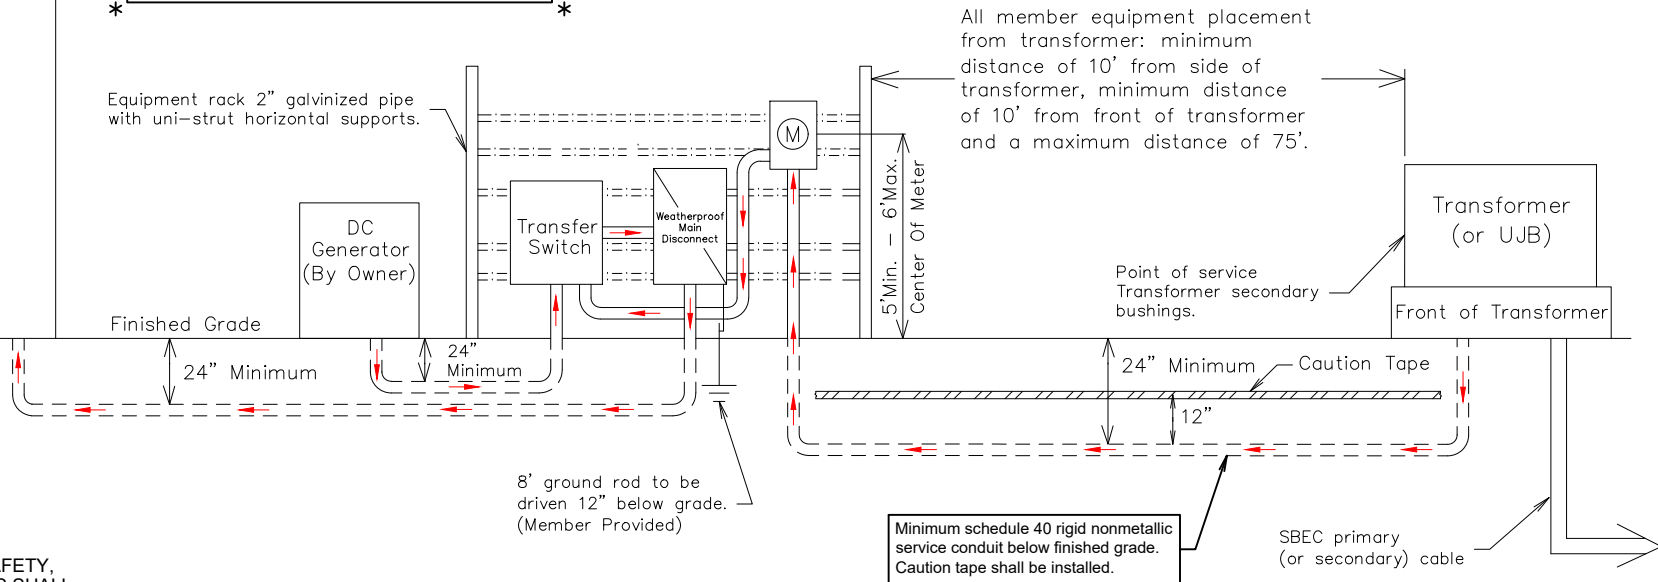 *
*
All member equipment placement
from transformer: minimum
distance of 10' from side of
transformer, minimum distance
of 10' from front of transformer
and a maximum distance of 75'.
Equipment rack 2" galvinized pipe
with uni-strut horizontal supports.
M
5'Min. - 6'Max.
Center Of Meter
Transfer
Switch
Weatherproof
Main
Disconnect
DC
Generator
(By Owner)
Transformer
(or UJB)
Point of service
Transformer secondary
bushings.
Front of Transformer
Finished Grade
24" Minimum
24"
Minimum
24" Minimum
Caution Tape
12"
8' ground rod to be
driven 12" below grade.
(Member Provided)
Minimum schedule 40 rigid nonmetallic
service conduit below finished grade.
Caution tape shall be installed.
SBEC primary
(or secondary) cable